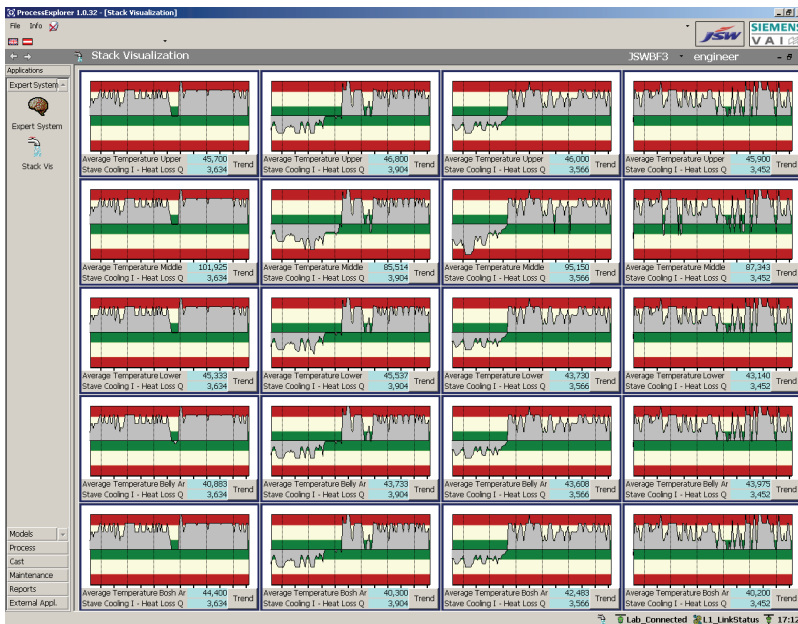 ProcessExplorer 1.0.32 - [Stack Visualization]
File Info
JSW SIEMENS
VAI
Stack Visualization JSWBF3 engineer
Applications
Expert System
Expert System
Stack Vis
Average Temperature Upper 45,700 Trend
Stave Cooling I - Heat Loss Q 3,634
Average Temperature Upper 46,800 Trend
Stave Cooling I - Heat Loss Q 3,904
Average Temperature Upper 46,000 Trend
Stave Cooling I - Heat Loss Q 3,566
Average Temperature Upper 45,900 Trend
Stave Cooling I - Heat Loss Q 3,452
Average Temperature Middle 101,925 Trend
Stave Cooling I - Heat Loss Q 3,634
Average Temperature Middle 85,514 Trend
Stave Cooling I - Heat Loss Q 3,904
Average Temperature Middle 95,150 Trend
Stave Cooling I - Heat Loss Q 3,566
Average Temperature Middle 87,343 Trend
Stave Cooling I - Heat Loss Q 3,452
Average Temperature Lower 45,333 Trend
Stave Cooling I - Heat Loss Q 3,634
Average Temperature Lower 45,537 Trend
Stave Cooling I - Heat Loss Q 3,904
Average Temperature Lower 43,730 Trend
Stave Cooling I - Heat Loss Q 3,566
Average Temperature Lower 43,140 Trend
Stave Cooling I - Heat Loss Q 3,452
Average Temperature Belly Ar 40,883 Trend
Stave Cooling I - Heat Loss Q 3,634
Average Temperature Belly Ar 43,733 Trend
Stave Cooling I - Heat Loss Q 3,904
Average Temperature Belly Ar 43,608 Trend
Stave Cooling I - Heat Loss Q 3,566
Average Temperature Belly Ar 43,975 Trend
Stave Cooling I - Heat Loss Q 3,452
Average Temperature Bosh Ar 44,400 Trend
Stave Cooling I - Heat Loss Q 3,634
Average Temperature Bosh Ar 40,300 Trend
Stave Cooling I - Heat Loss Q 3,904
Average Temperature Bosh Ar 42,483 Trend
Stave Cooling I - Heat Loss Q 3,566
Average Temperature Bosh Ar 40,200 Trend
Stave Cooling I - Heat Loss Q 3,452
Models
Process
Cast
Maintenance
Reports
External Appl.
Lab_Connected L1_LinkStatus 17:12